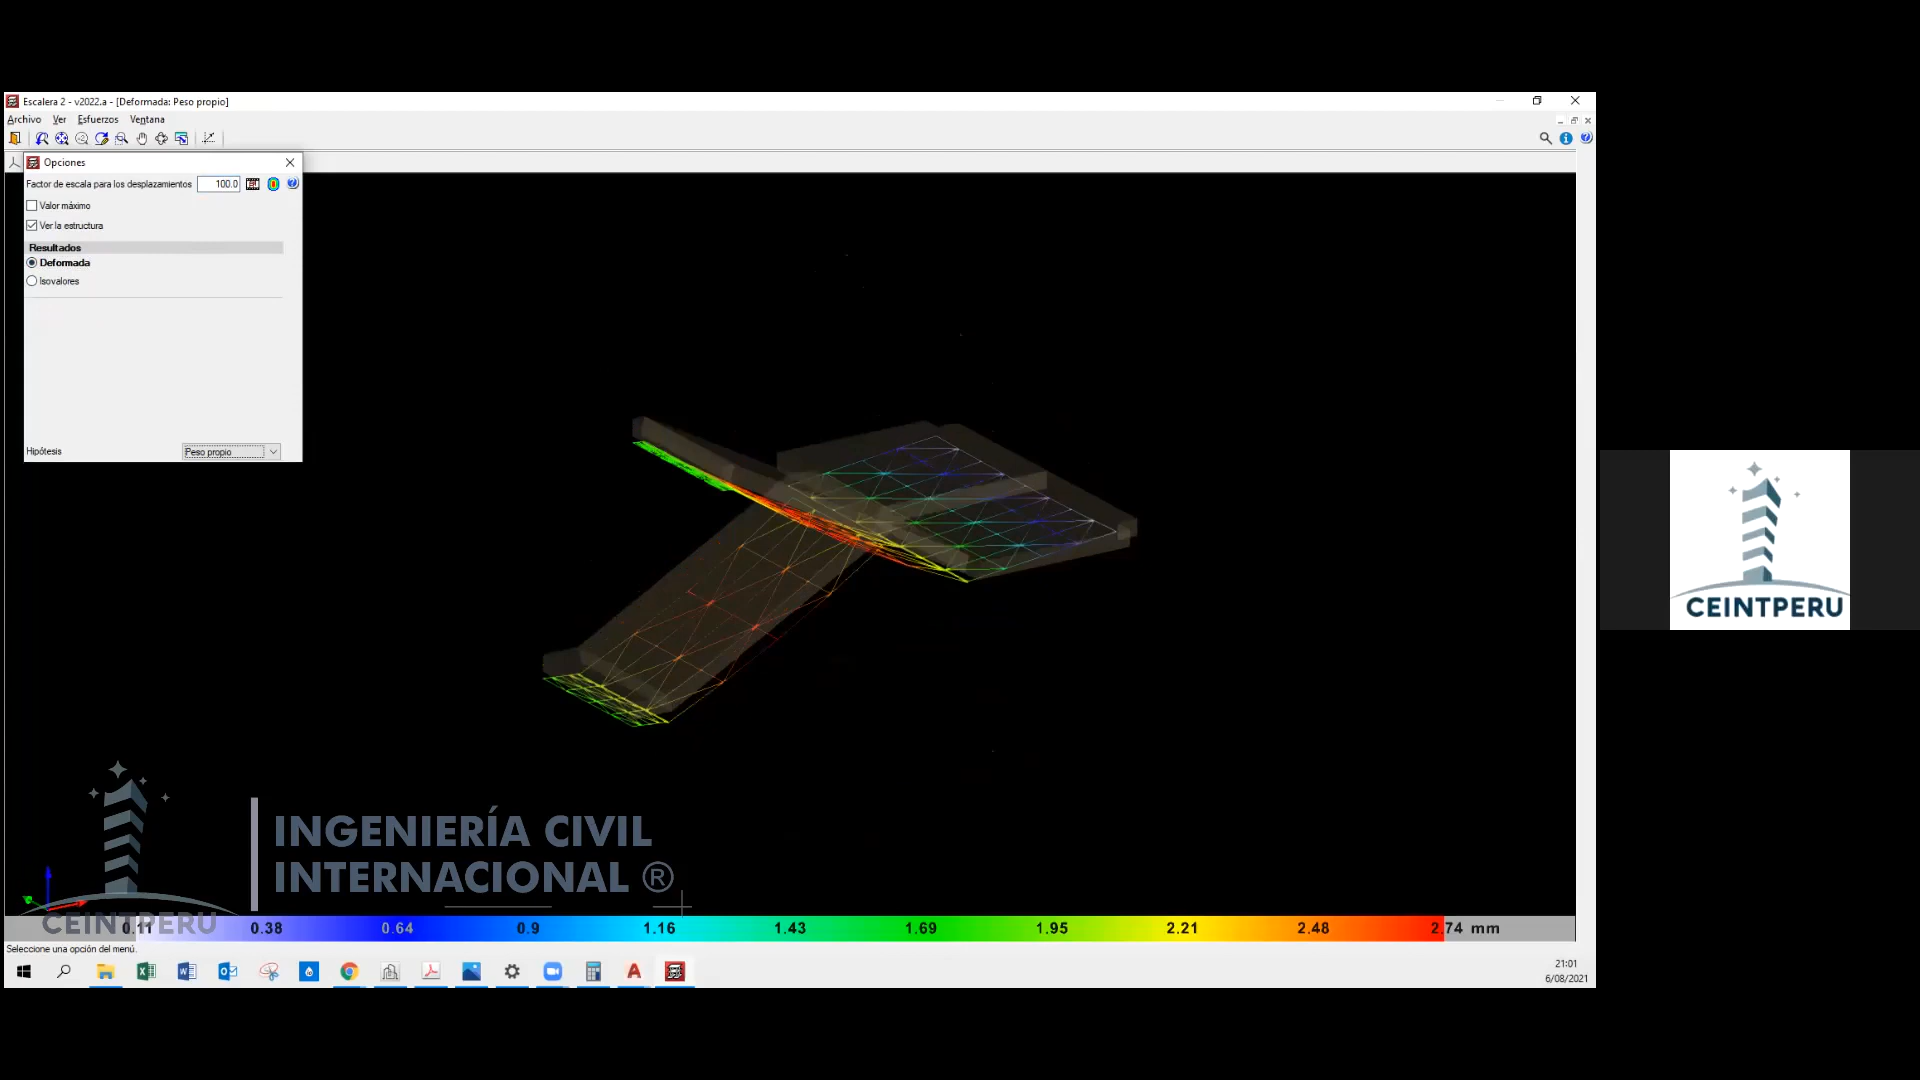 Escalera 2 - v2022.a - [Deformada: Peso propio]
Archivo Ver Esfuerzos Ventana
Opciones
Factor de escala para los desplazamientos 100.0
Valor máximo
Ver la estructura
Resultados
Deformada
Isovalores
Hipótesis Peso propio
CEINTPERU
INGENIERÍA CIVIL
INTERNACIONAL ®
CEINTPERU
0.11 0.38 0.64 0.9 1.16 1.43 1.69 1.95 2.21 2.48 2.74 mm
Seleccione una opción del menú.
21:01
6/08/2021